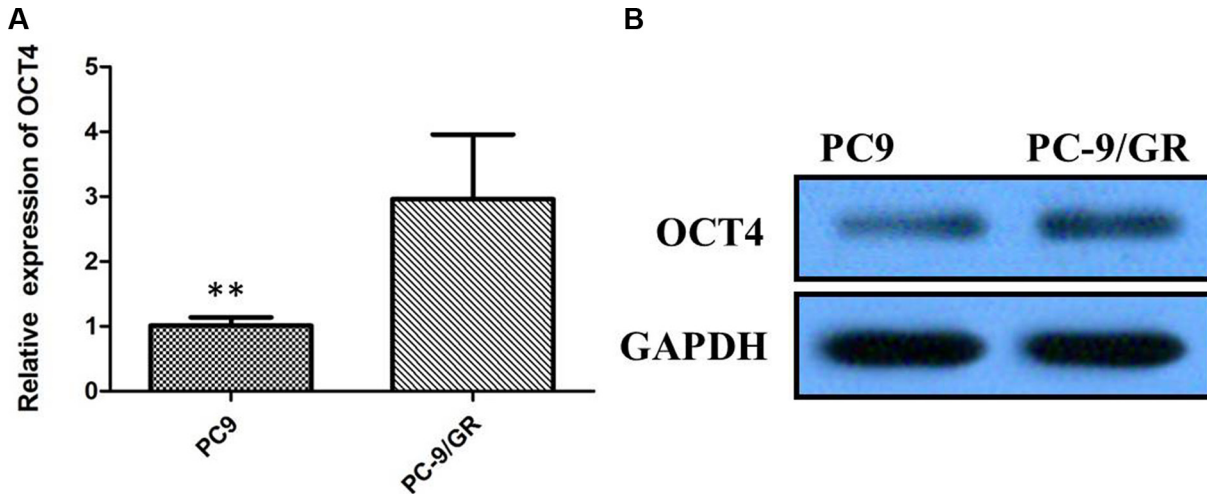 A
Relative expression of OCT4
5
4
3
2
1
0
**
PC9
PC-9/GR
B
PC9 PC-9/GR
OCT4
GAPDH